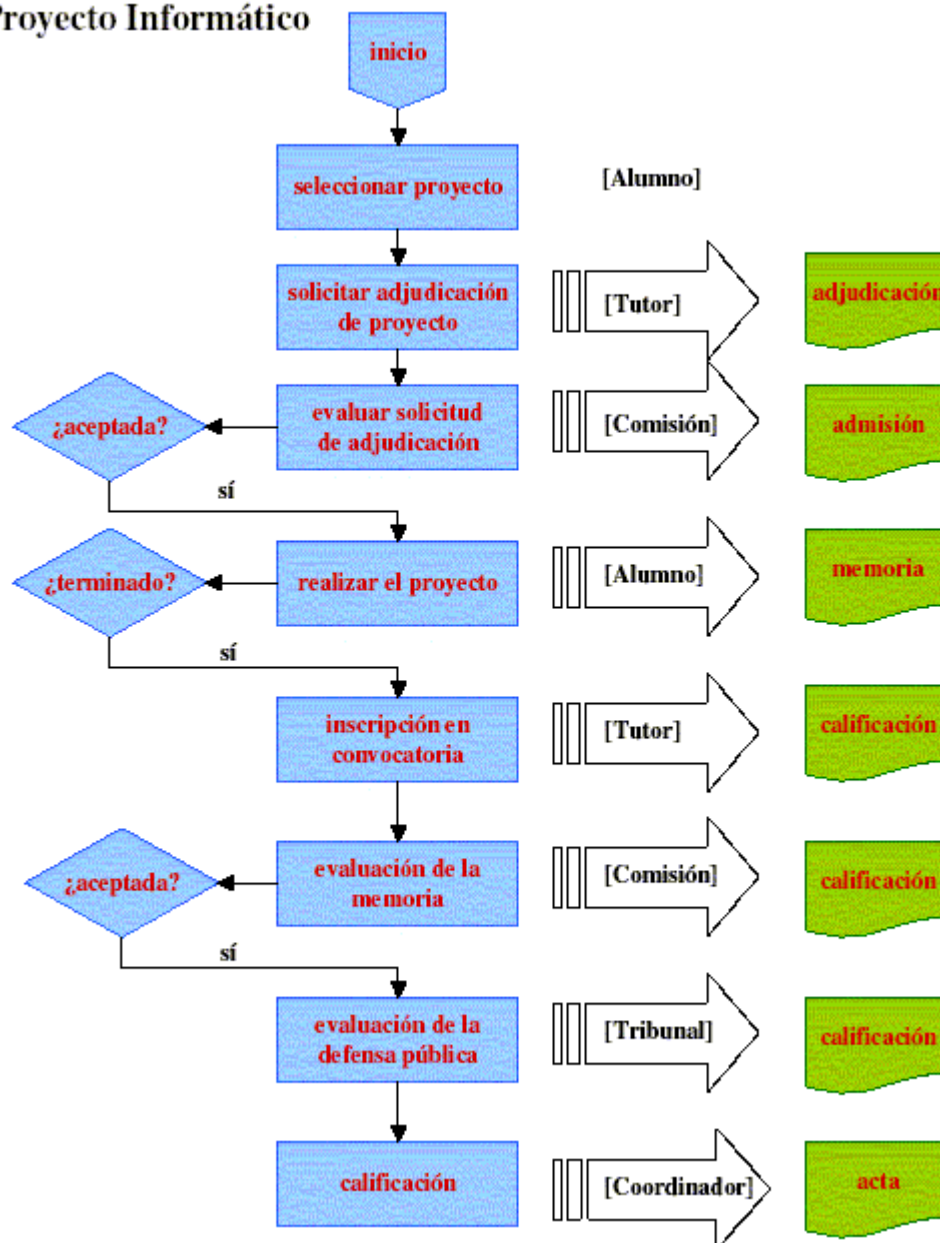 Proyecto Informático
inicio
seleccionar proyecto
[Alumno]
solicitar adjudicación
de proyecto
[Tutor]
adjudicación
evaluar solicitud
de adjudicación
[Comisión]
admisión
¿aceptada?
sí
realizar el proyecto
[Alumno]
memoria
¿terminado?
sí
inscripción en
convocatoria
[Tutor]
calificación
evaluación de la
memoria
[Comisión]
calificación
¿aceptada?
sí
evaluación de la
defensa pública
[Tribunal]
calificación
calificación
[Coordinador]
acta